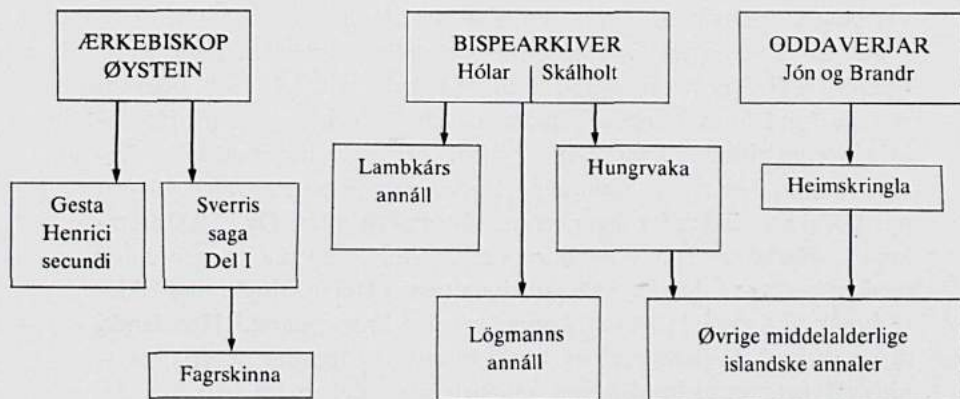 ÆRKEBISKOP
ØYSTEIN
BISPEARKIVER
Hólar Skálholt
ODDAVERJAR
Jón og Brandr
Gesta
Henrici
secundi
Sverris
saga
Del I
Lambkárs
annáll
Hungrvaka
Heimskringla
Fagrskinna
Lögmanns
annáll
Øvrige middelalderlige
islandske annaler